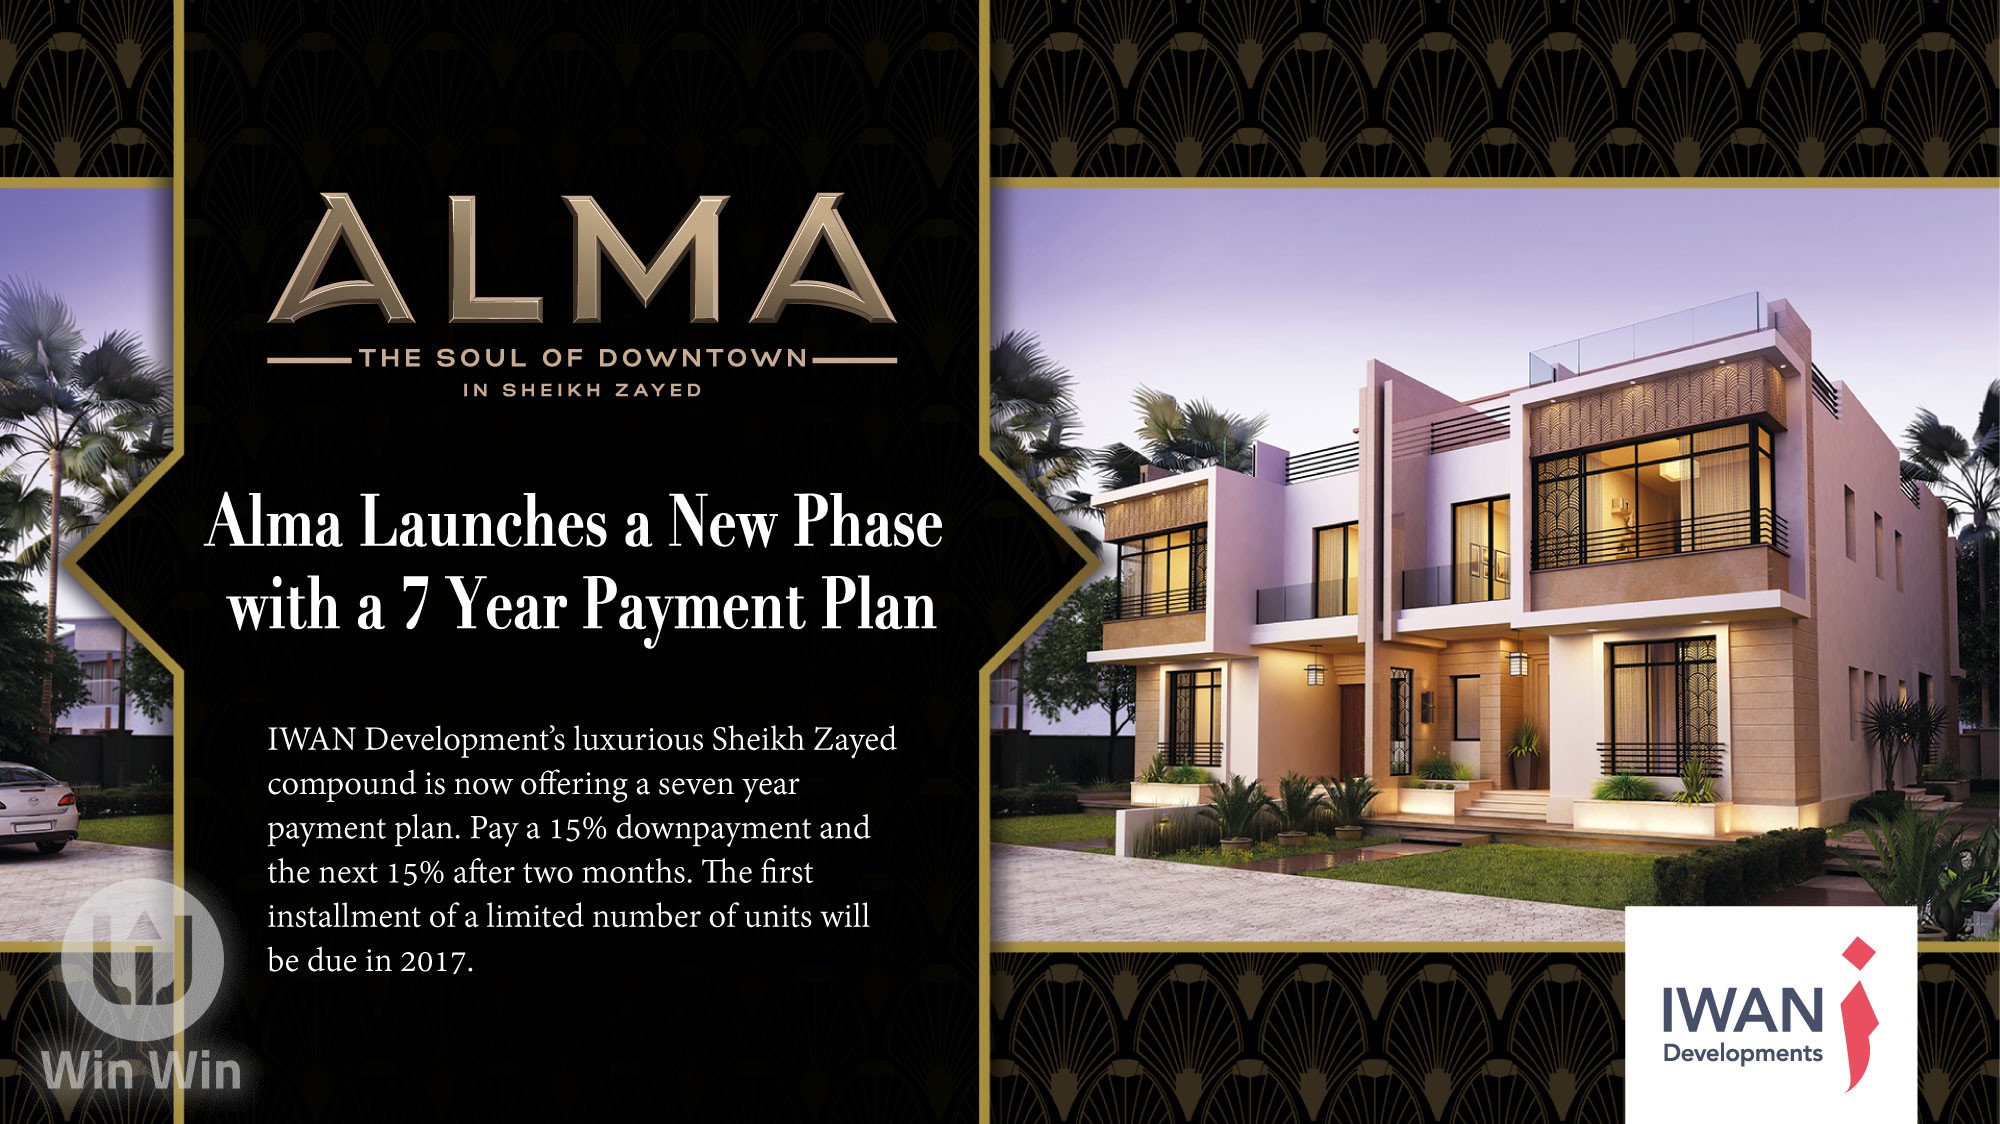 ALMA
THE SOUL OF DOWNTOWN
IN SHEIKH ZAYED
Alma Launches a New Phase
with a 7 Year Payment Plan
IWAN Development’s luxurious Sheikh Zayed
compound is now offering a seven year
payment plan. Pay a 15% downpayment and
the next 15% after two months. The first
installment of a limited number of units will
be due in 2017.
Win Win
IWAN
Developments